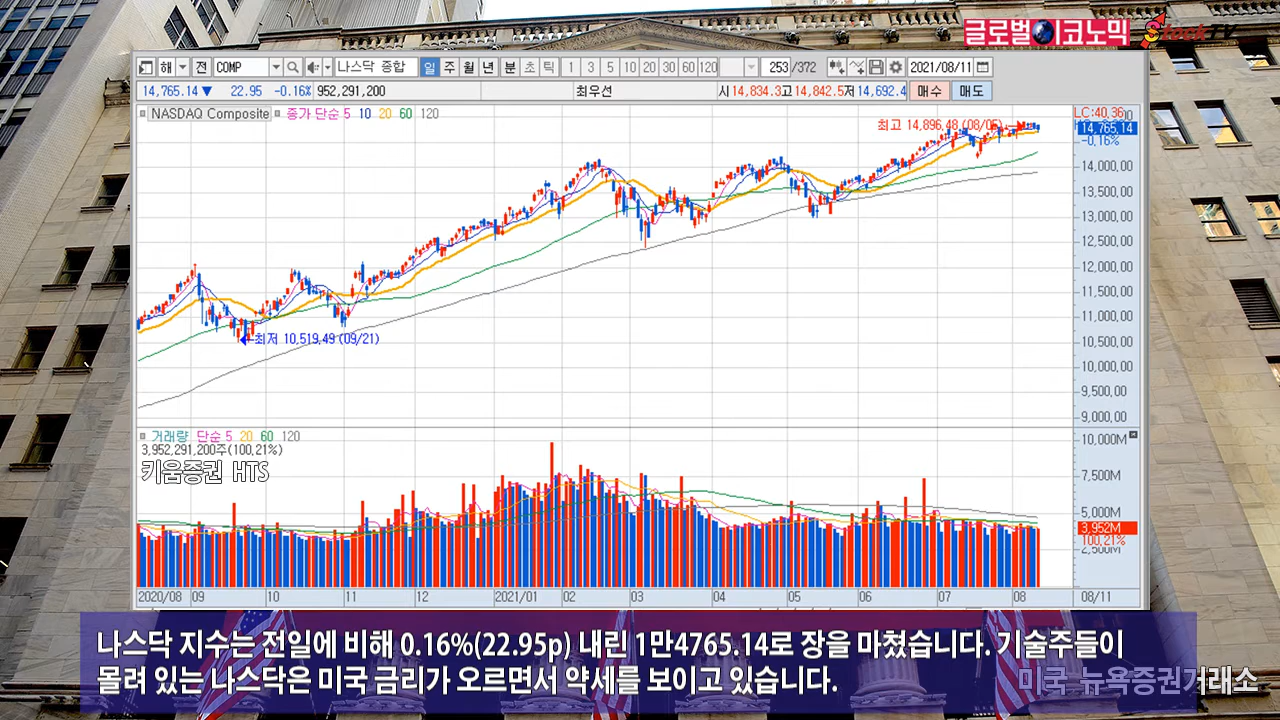 글로벌이코노믹 StockTV
해 전 COMP 나스닥 종합 일 주 월 년 분 초 틱 1 3 5 10 20 30 60 120 253 /372 2021/08/11
14,765.14 ▼ 22.95 -0.16% 952,291,200 최우선 시 14,834.3 고 14,842.5 저 14,692.4 매수 매도
NASDAQ Composite 종가 단순 5 10 20 60 120
LC:40.36
최고 14,896.48 (08/05)
14,765.14
-0.16%
14,000.00
13,500.00
13,000.00
12,500.00
12,000.00
11,500.00
11,000.00
최저 10,519.49 (09/21)
10,500.00
10,000.00
9,500.00
9,000.00
거래량 단순 5 20 60 120
3,952,291,200주(100.21%)
키움증권 HTS
10,000M
7,500M
5,000M
3,952M
100.21%
2,500M
2020/08 09 10 11 12 2021/01 02 03 04 05 06 07 08 08/11
나스닥 지수는 전일에 비해 0.16%(22.95p) 내린 1만4765.14로 장을 마쳤습니다. 기술주들이
몰려 있는 나스닥은 미국 금리가 오르면서 약세를 보이고 있습니다.
미국 뉴욕증권거래소